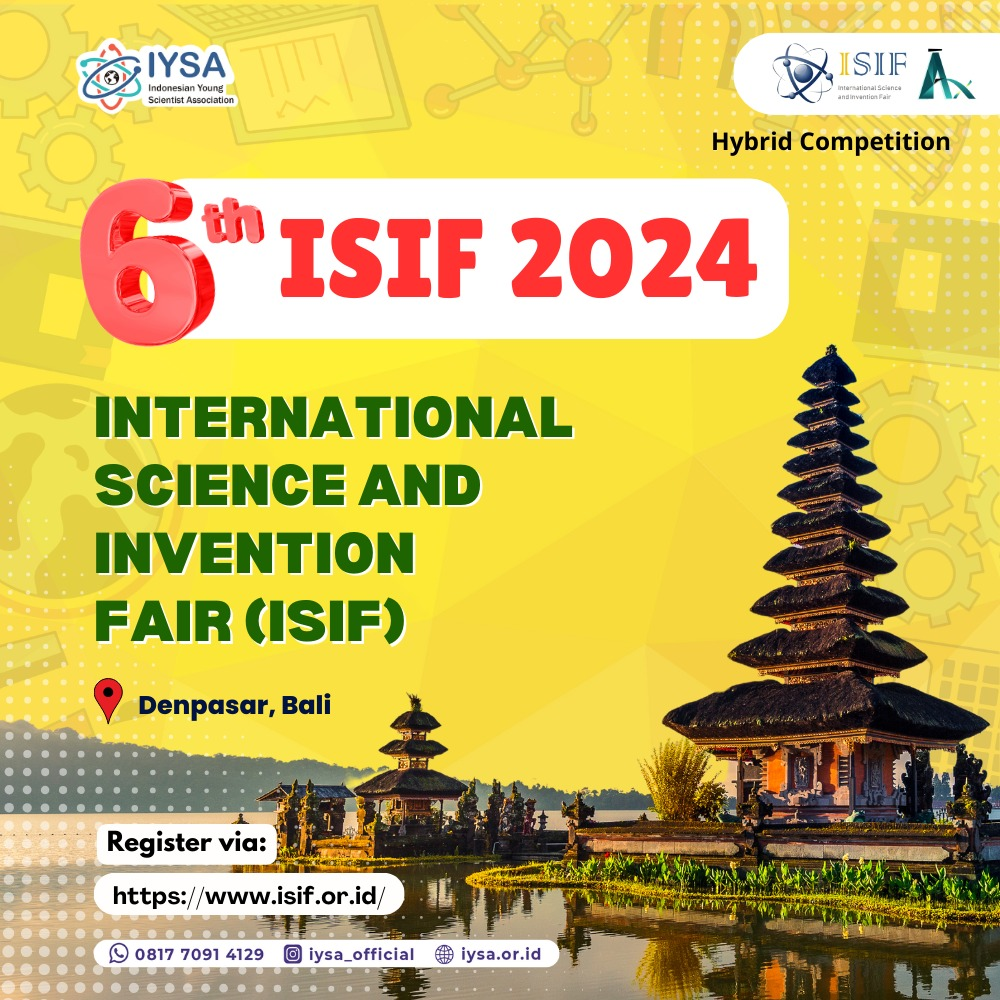 IYSA
Indonesian Young
Scientist Association
ISIF
International Science
and Invention Fair
Hybrid Competition
6th ISIF 2024
INTERNATIONAL
SCIENCE AND
INVENTION
FAIR (ISIF)
Denpasar, Bali
Register via:
https://www.isif.or.id/
0817 7091 4129 iysa_official iysa.or.id